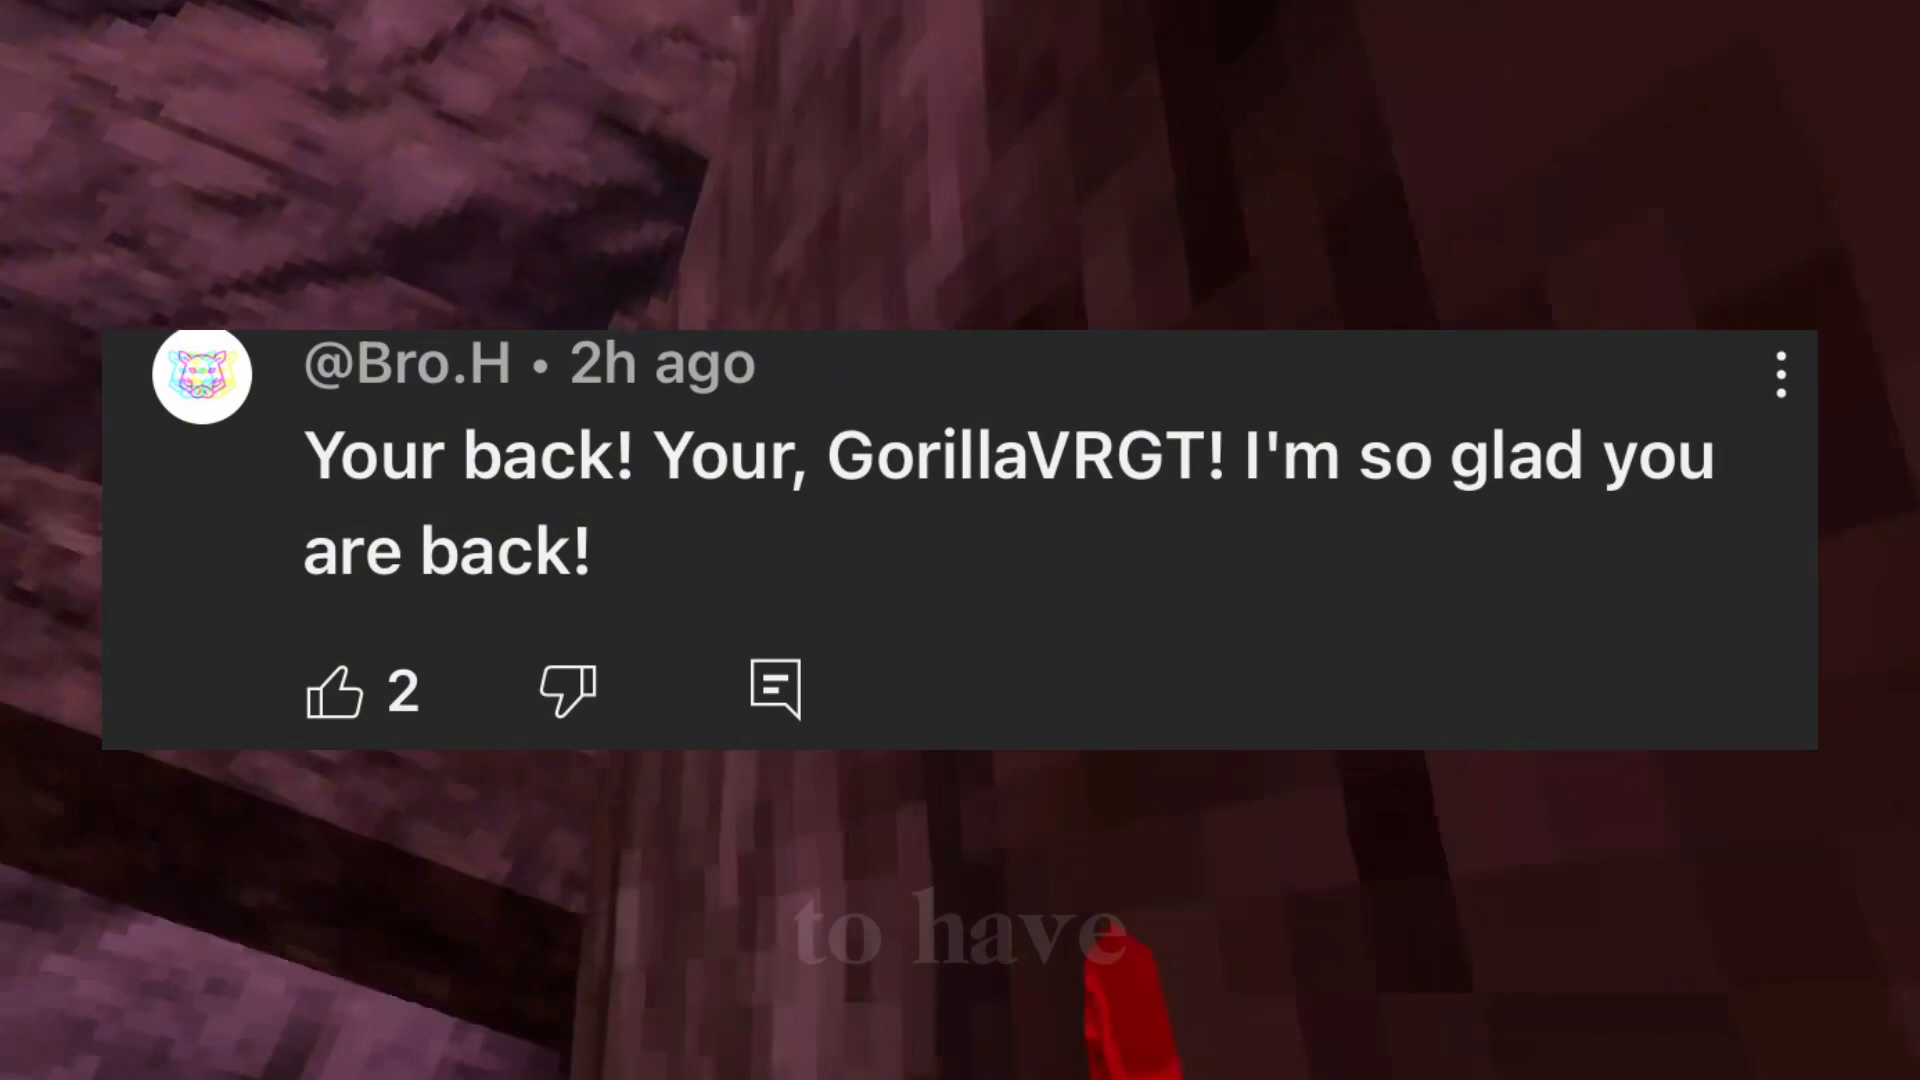 @Bro.H • 2h ago
Your back! Your, GorillaVRGT! I'm so glad you
are back!
2
to have